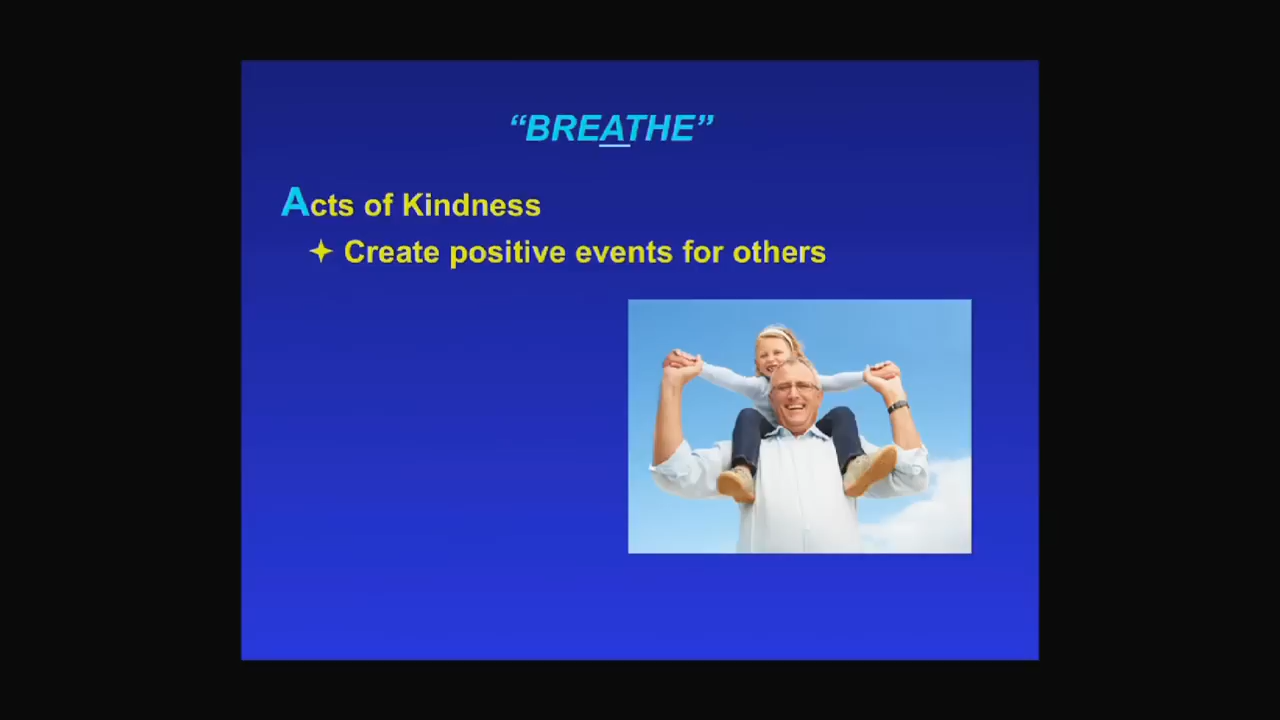 “BREATHE”
Acts of Kindness
✦ Create positive events for others